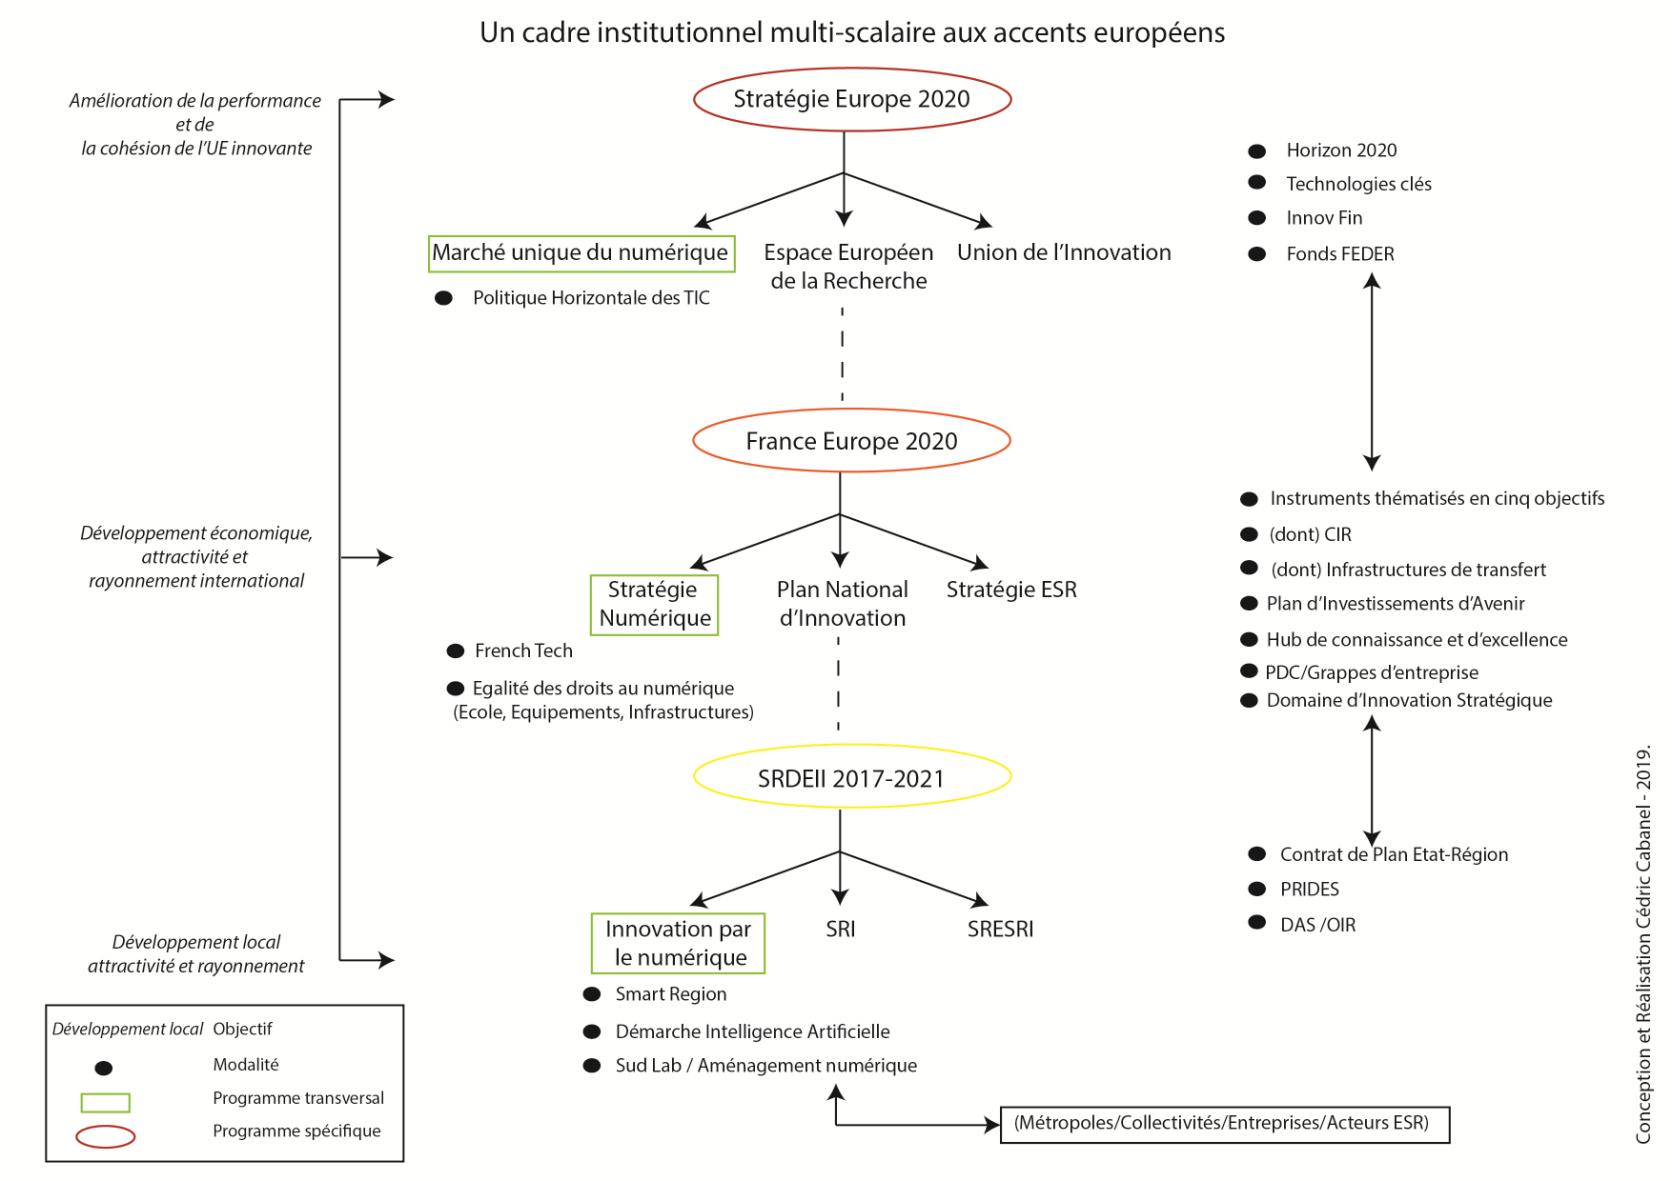 Un cadre institutionnel multi-scalaire aux accents européens
Amélioration de la performance
et de
la cohésion de l'UE innovante
Stratégie Europe 2020
Marché unique du numérique
Politique Horizontale des TIC
Espace Européen
de la Recherche
Union de l'Innovation
Horizon 2020
Technologies clés
Innov Fin
Fonds FEDER
Développement économique,
attractivité et
rayonnement international
France Europe 2020
Stratégie
Numérique
French Tech
Egalité des droits au numérique
(Ecole, Equipements, Infrastructures)
Plan National
d'Innovation
Stratégie ESR
Instruments thématisés en cinq objectifs
(dont) CIR
(dont) Infrastructures de transfert
Plan d'Investissements d'Avenir
Hub de connaissance et d'excellence
PDC/Grappes d'entreprise
Domaine d'Innovation Stratégique
Développement local
attractivité et rayonnement
SRDEII 2017-2021
Innovation par
le numérique
SRI
SRESRI
Smart Region
Démarche Intelligence Artificielle
Sud Lab / Aménagement numérique
Contrat de Plan Etat-Région
PRIDES
DAS /OIR
(Métropoles/Collectivités/Entreprises/Acteurs ESR)
Développement local Objectif
Modalité
Programme transversal
Programme spécifique
Conception et Réalisation Cédric Cabanel - 2019.